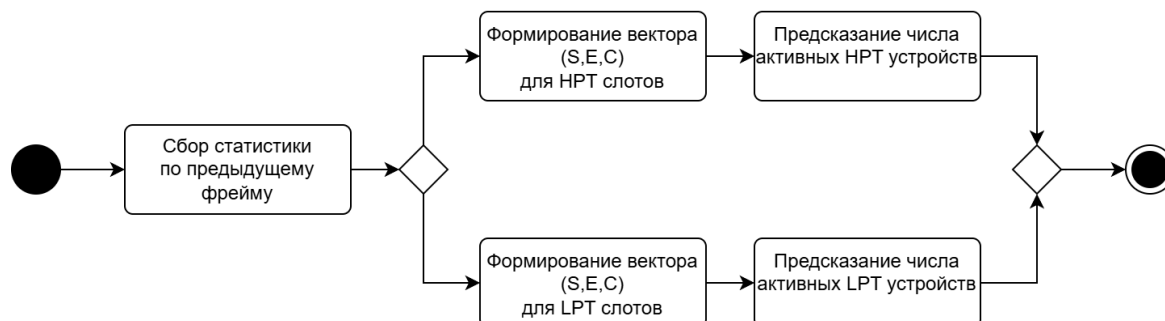 Сбор статистики
по предыдущему
фрейму
Формирование вектора
(S,E,C)
для HPT слотов
Предсказание числа
активных HPT устройств
Формирование вектора
(S,E,C)
для LPT слотов
Предсказание числа
активных LPT устройств